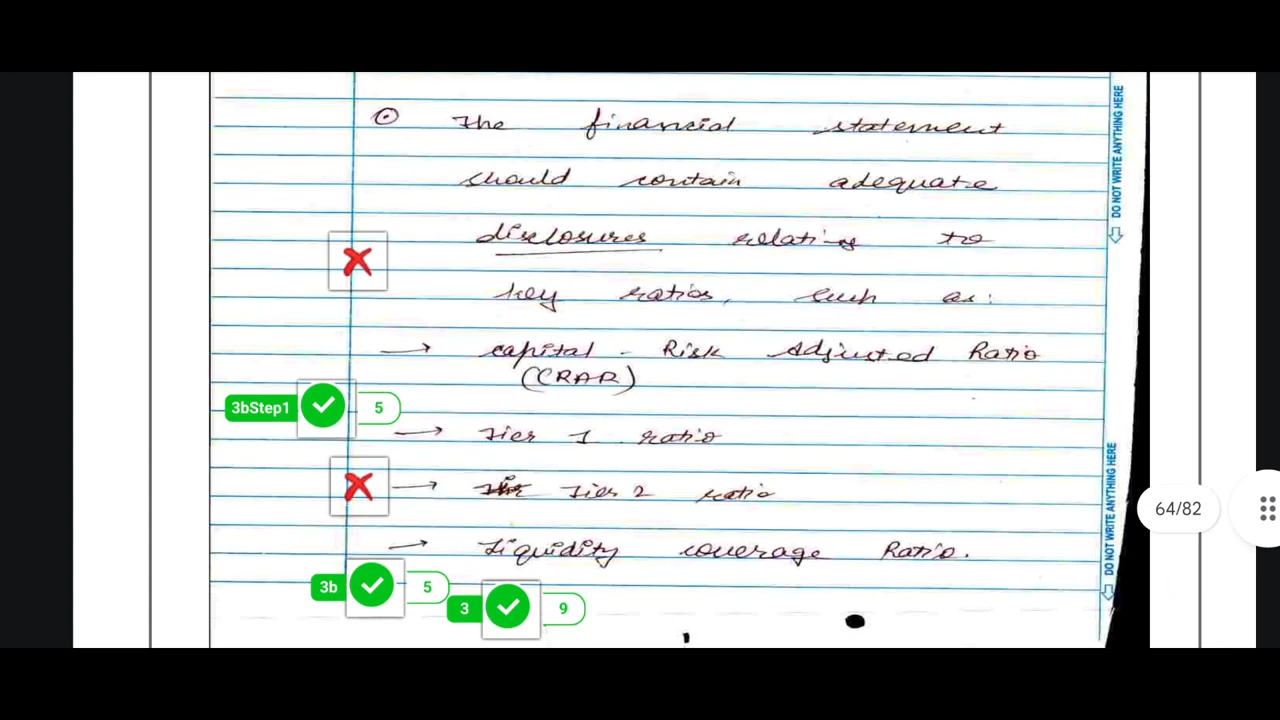 The financial statement
should contain adequate
disclosures relating to
key ratios, such as:
→ capital - Risk Adjusted Ratio
(CRAR)
3bStep1 5
→ Tier 1 ratio
→ Tier 2 ratio
→ Liquidity coverage Ratio.
3b 5
3 9
DO NOT WRITE ANYTHING HERE
DO NOT WRITE ANYTHING HERE
64/82